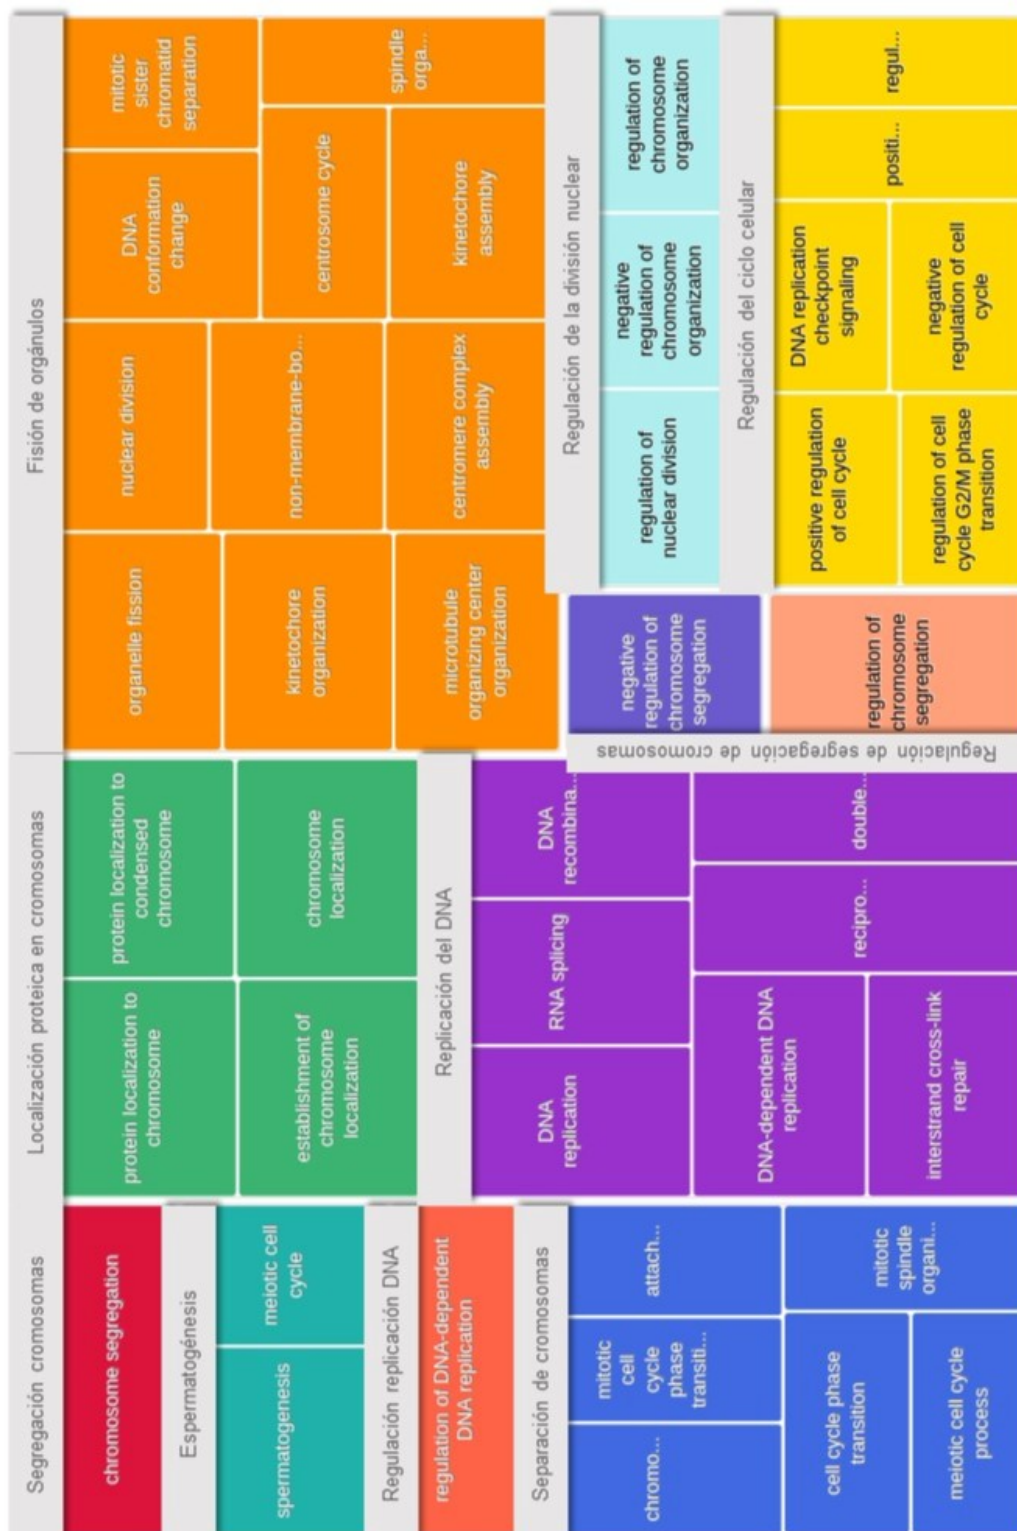 Segregación cromosomas
chromosome segregation
Espermatogénesis
spermatogenesis
meiotic cell
cycle
Regulación replicación DNA
regulation of DNA-dependent
DNA replication
Separación de cromosomas
chromo...
mitotic
cell
cycle
phase
transiti...
attach...
cell cycle phase
transition
meiotic cell cycle
process
mitotic
spindle
organi...
Localización proteica en cromosomas
protein localization to
chromosome
protein localization to
condensed
chromosome
establishment of
chromosome
localization
chromosome
localization
Replicación del DNA
DNA
replication
RNA splicing
DNA
recombina...
DNA-dependent DNA
replication
interstrand cross-link
repair
recipro...
double...
Fisión de orgánulos
organelle fission
kinetochore
organization
microtubule
organizing center
organization
nuclear division
non-membrane-bo...
centromere complex
assembly
DNA
conformation
change
mitotic
sister
chromatid
separation
centrosome cycle
kinetochore
assembly
spindle
orga...
Regulación de segregación de cromosomas
negative
regulation of
chromosome
segregation
regulation of
chromosome
segregation
Regulación de la división nuclear
regulation of
nuclear division
negative
regulation of
chromosome
organization
regulation of
chromosome
organization
Regulación del ciclo celular
positive regulation
of cell cycle
regulation of cell
cycle G2/M phase
transition
DNA replication
checkpoint
signaling
negative
regulation of cell
cycle
positi...
regul...